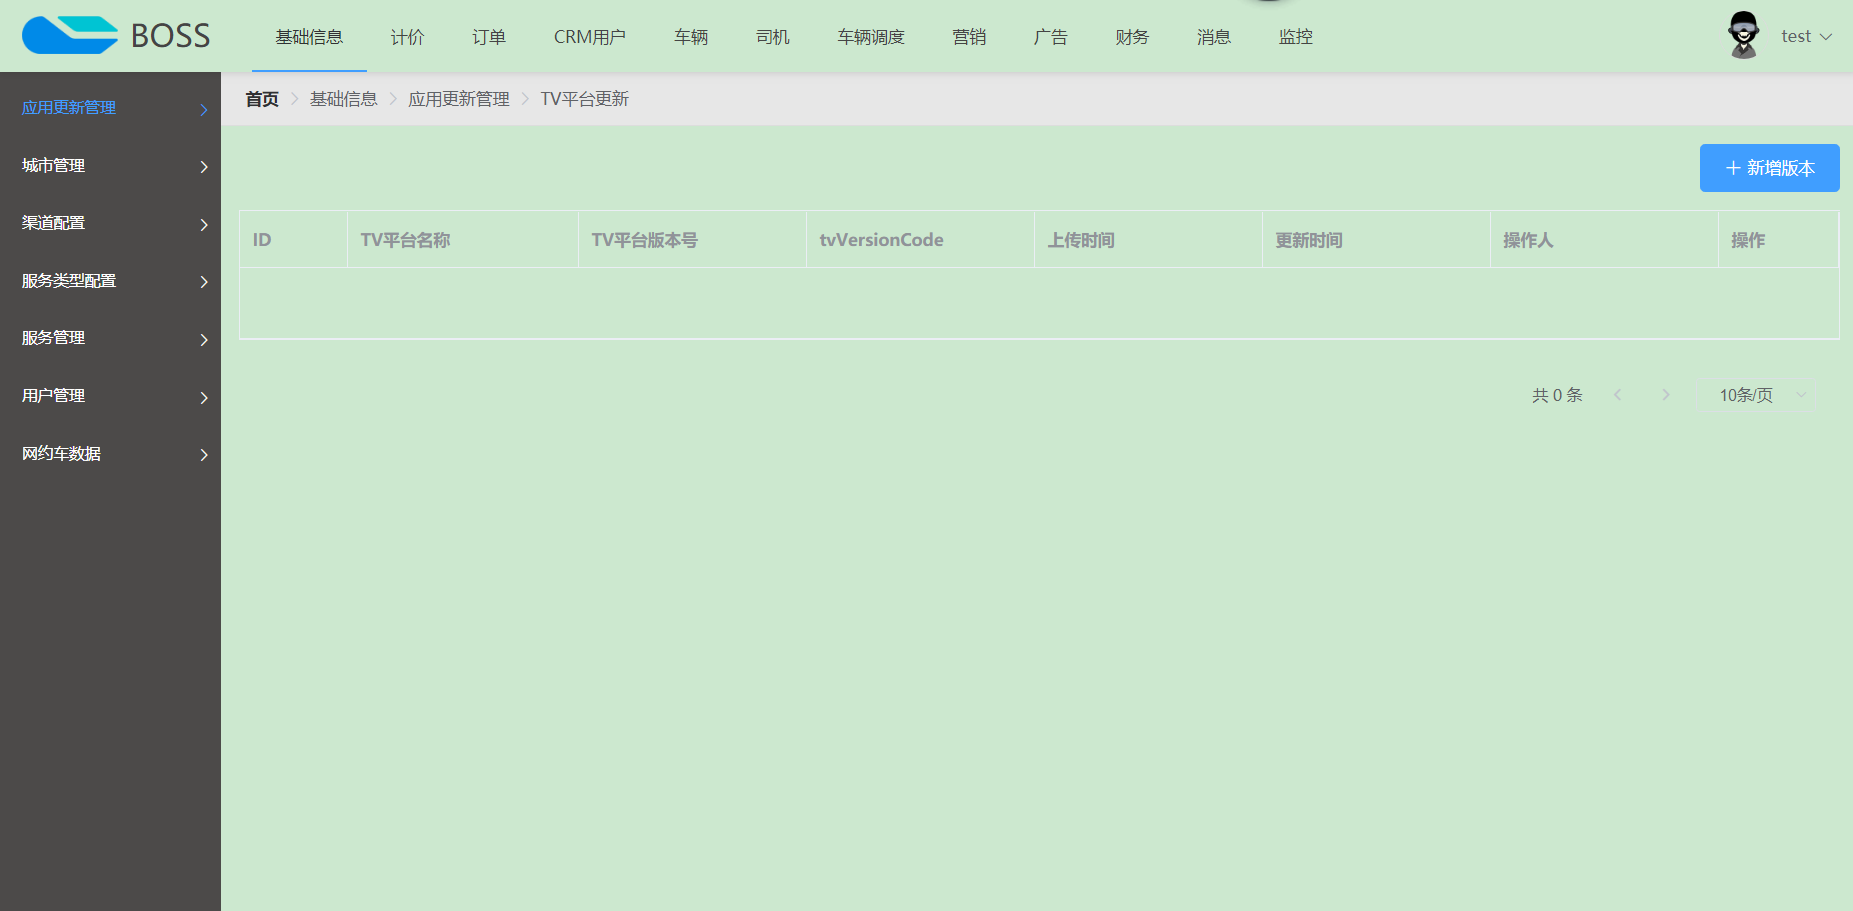 BOSS 基础信息 计价 订单 CRM用户 车辆 司机 车辆调度 营销 广告 财务 消息 监控 test
应用更新管理
城市管理
渠道配置
服务类型配置
服务管理
用户管理
网约车数据
首页 基础信息 应用更新管理 TV平台更新
新增版本
ID TV平台名称 TV平台版本号 tvVersionCode 上传时间 更新时间 操作人 操作
共 0 条 10条/页